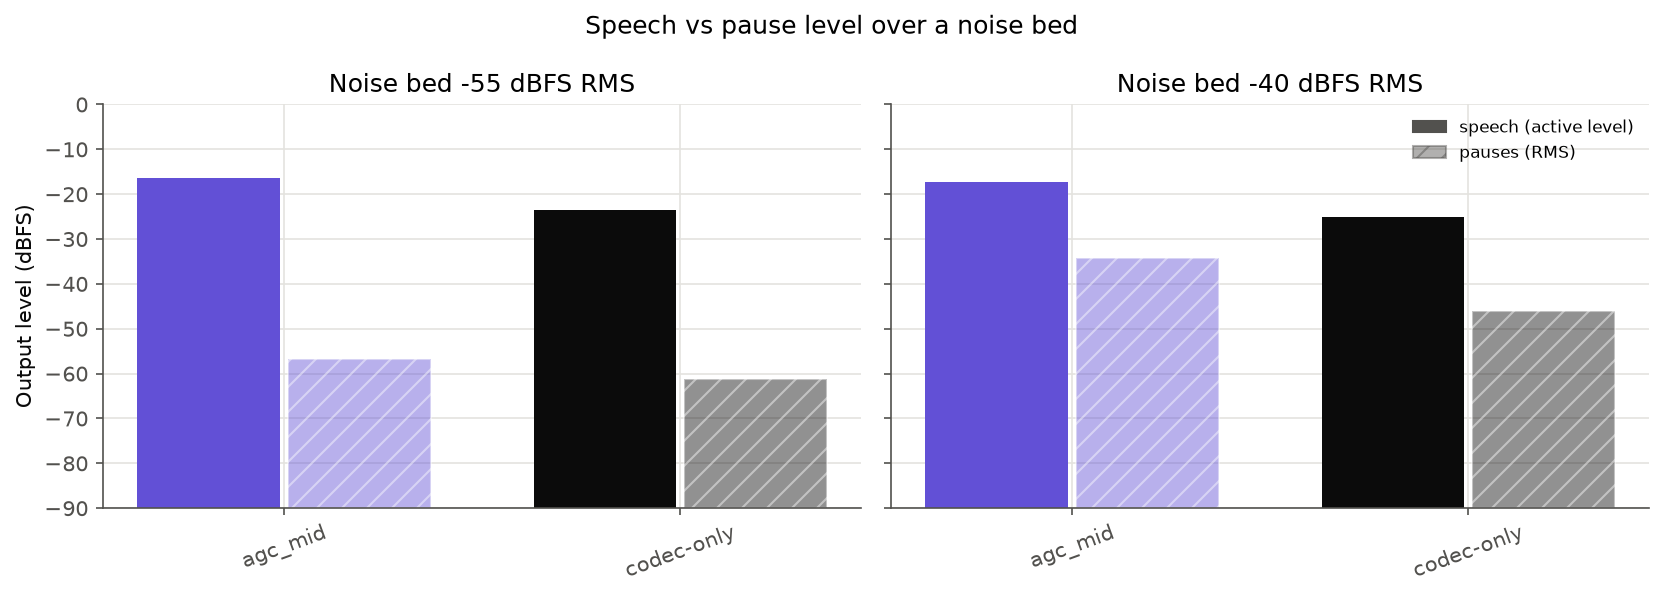 Speech vs pause level over a noise bed
Noise bed -55 dBFS RMS
Noise bed -40 dBFS RMS
Output level (dBFS)
0
−10
−20
−30
−40
−50
−60
−70
−80
−90
speech (active level)
pauses (RMS)
agc_mid
codec-only
agc_mid
codec-only